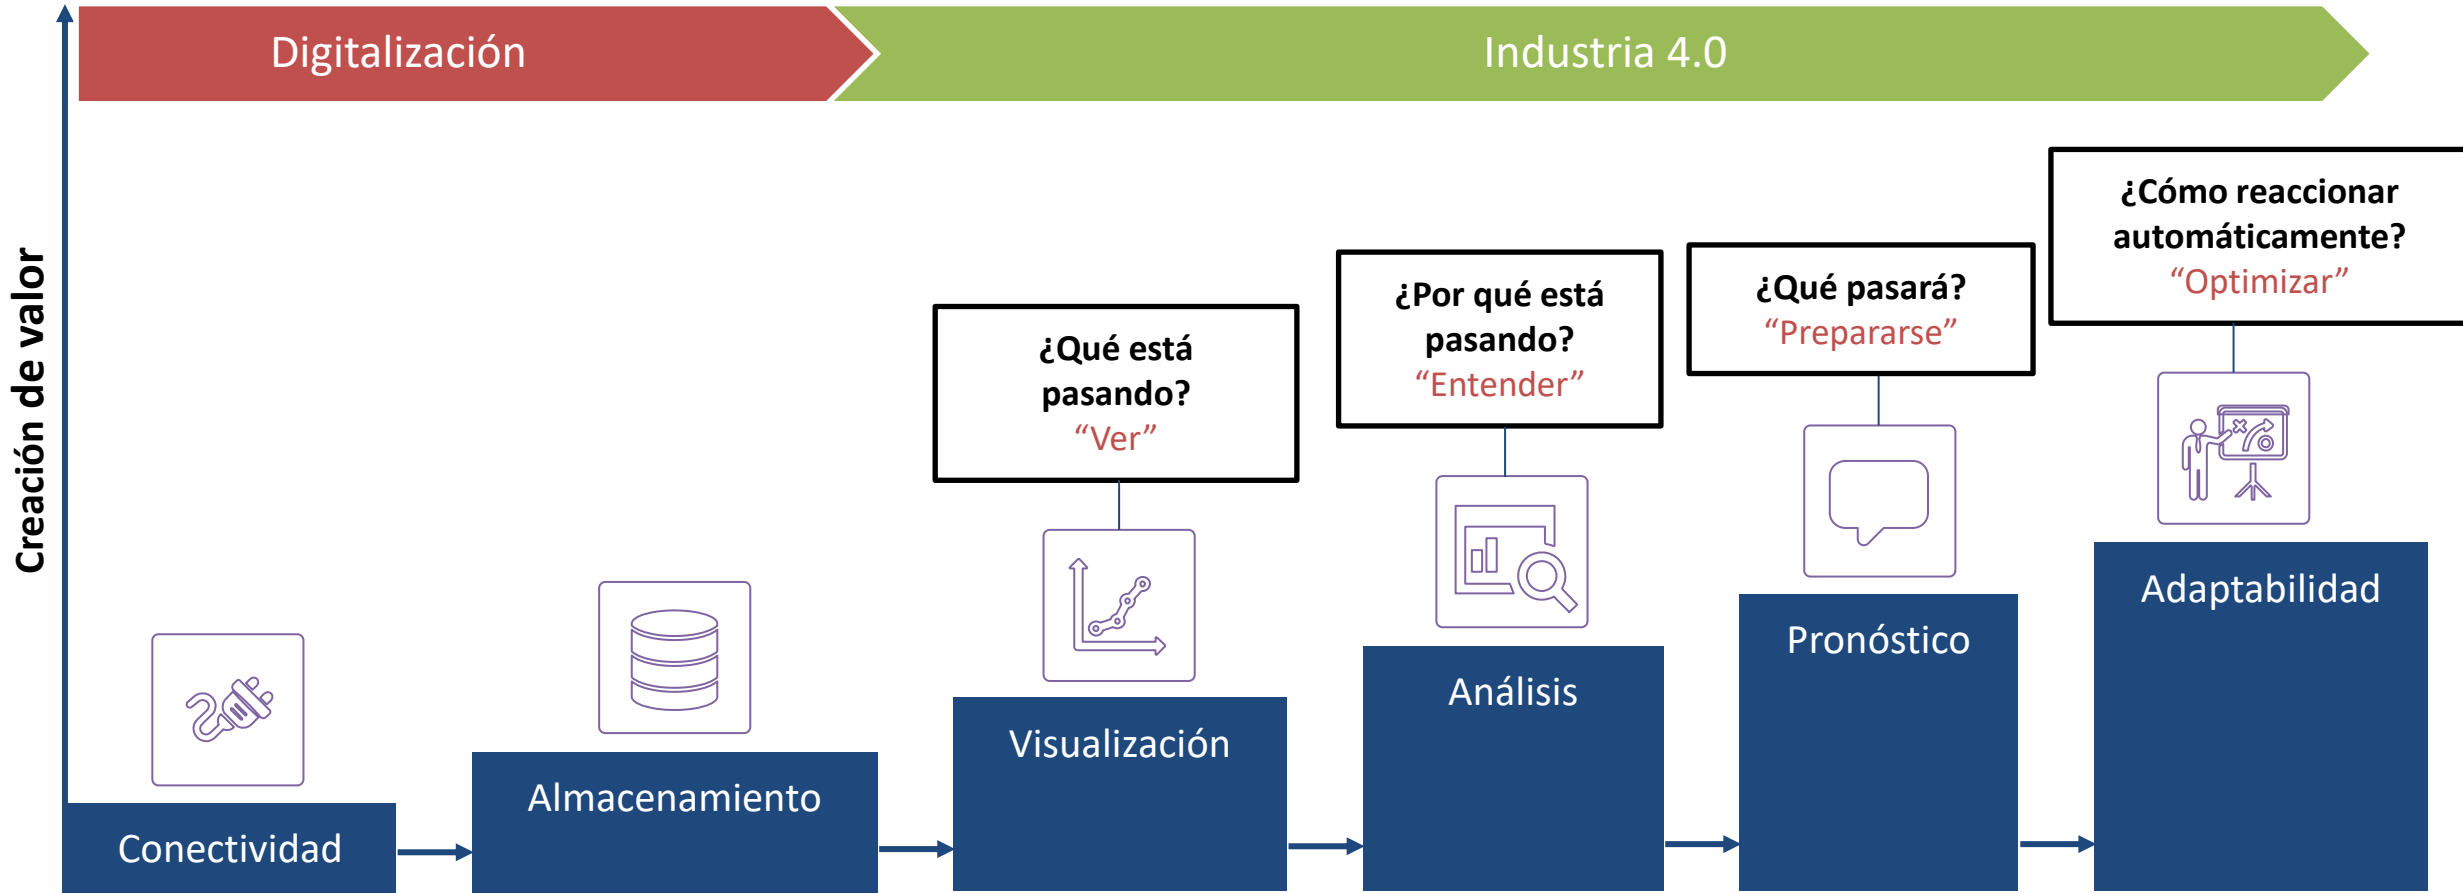 Digitalización
Industria 4.0
Creación de valor
¿Qué está
pasando?
“Ver”
¿Por qué está
pasando?
“Entender”
¿Qué pasará?
“Prepararse”
¿Cómo reaccionar
automáticamente?
“Optimizar”
Conectividad
Almacenamiento
Visualización
Análisis
Pronóstico
Adaptabilidad